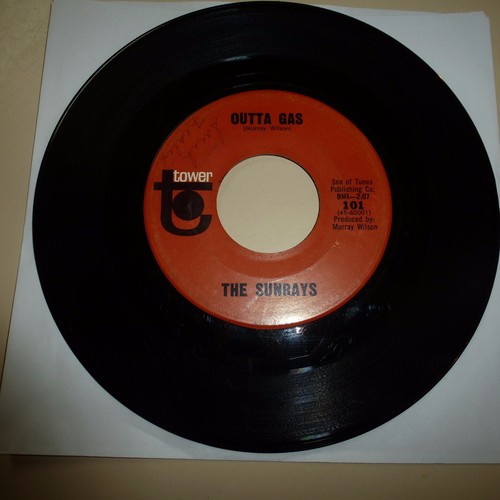 OUTTA GAS
(Murray Wilson)
tower
t
Sea of Tunes
Publishing Co:
BMI—2:07
101
(45-60001)
Produced by:
Murray Wilson
THE SUNRAYS